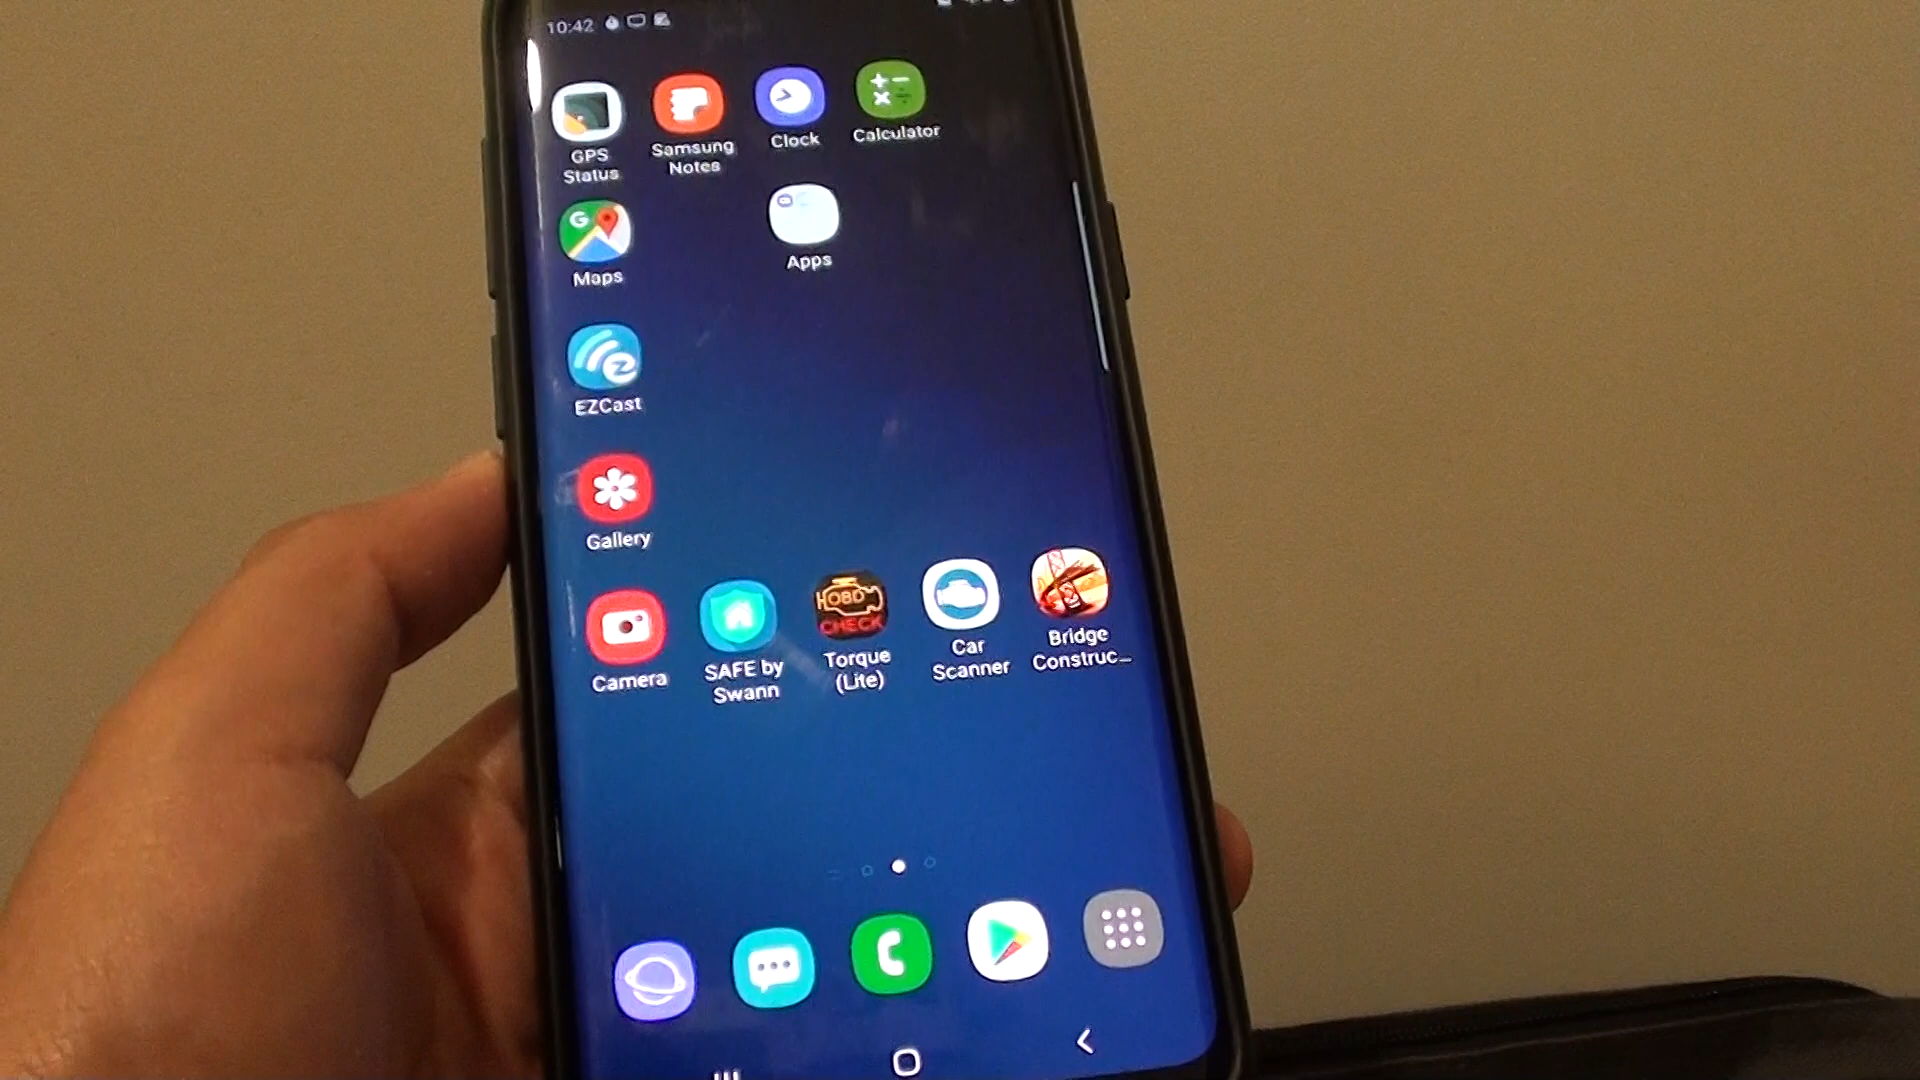 10:42
GPS
Status
Samsung
Notes
Clock
Calculator
G
Maps
Apps
EZCast
Gallery
Camera
SAFE by
Swann
OBD
CHECK
Torque
(Lite)
Car
Scanner
Bridge
Construc...